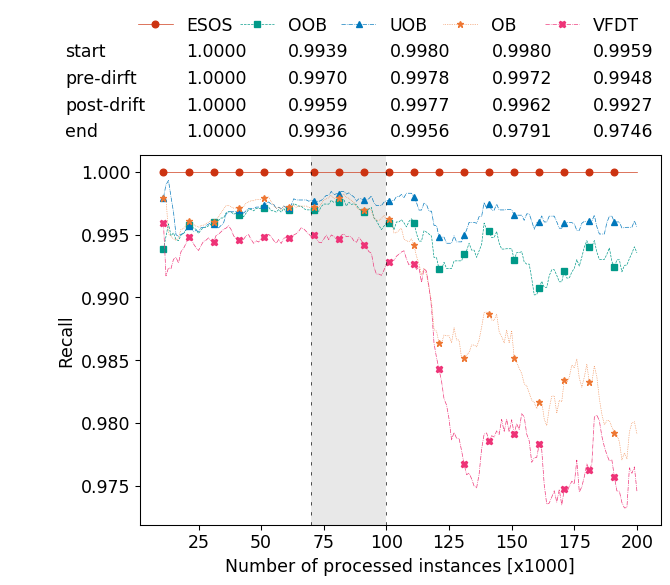 ESOS OOB UOB OB VFDT
start 1.0000 0.9939 0.9980 0.9980 0.9959
pre-dirft 1.0000 0.9970 0.9978 0.9972 0.9948
post-drift 1.0000 0.9959 0.9977 0.9962 0.9927
end 1.0000 0.9936 0.9956 0.9791 0.9746
1.000
0.995
0.990
0.985
0.980
0.975
Recall
25 50 75 100 125 150 175 200
Number of processed instances [x1000]